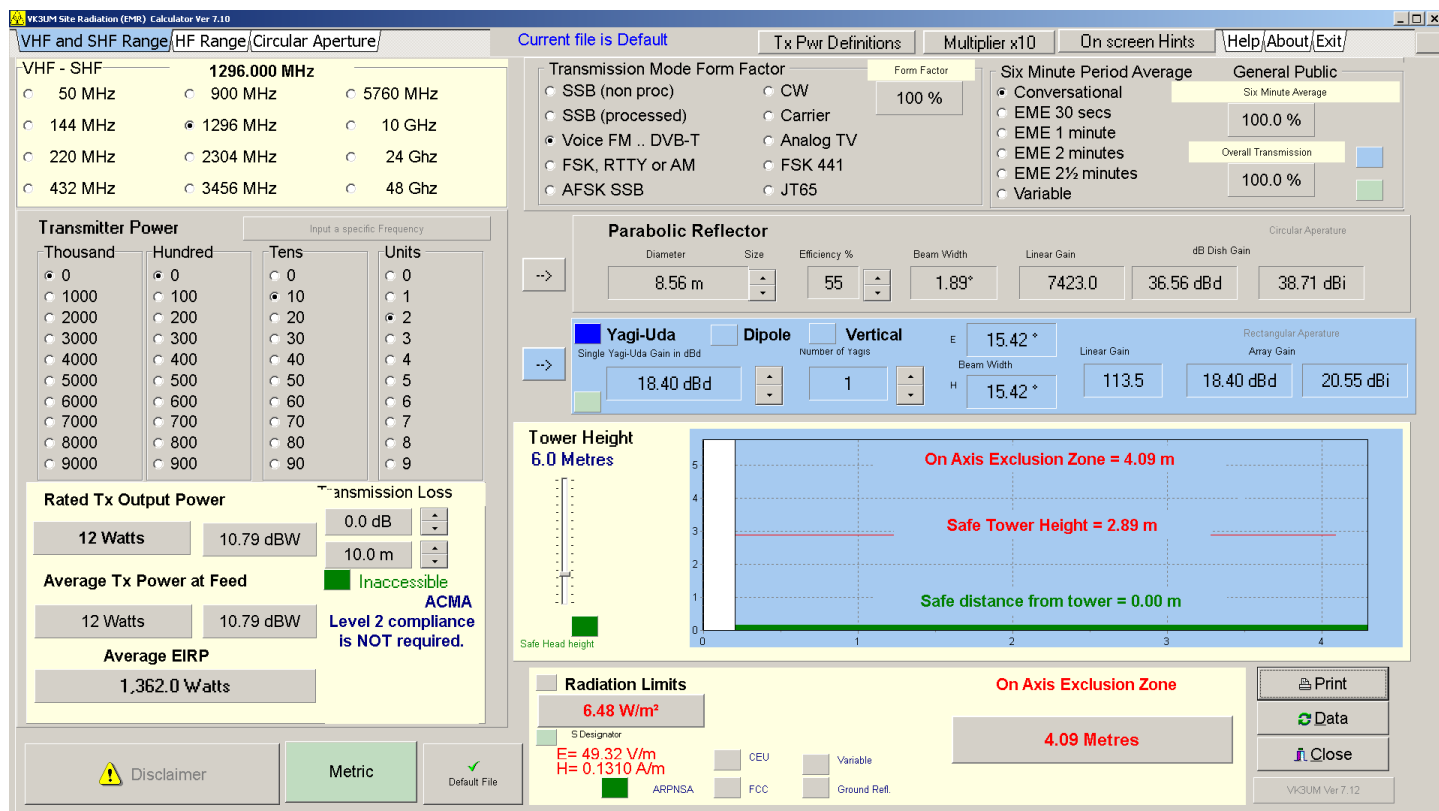 VK3UM Site Radiation (EMR) Calculator Ver 7.10
VHF and SHF Range HF Range Circular Aperture
Current file is Default
Tx Pwr Definitions
Multiplier x10
On screen Hints
Help About Exit
VHF - SHF 1296.000 MHz
50 MHz 900 MHz 5760 MHz
144 MHz 1296 MHz 10 GHz
220 MHz 2304 MHz 24 Ghz
432 MHz 3456 MHz 48 Ghz
Transmission Mode Form Factor
Form Factor
100 %
SSB (non proc) CW
SSB (processed) Carrier
Voice FM .. DVB-T Analog TV
FSK, RTTY or AM FSK 441
AFSK SSB JT65
Six Minute Period Average General Public
Conversational
EME 30 secs
EME 1 minute
EME 2 minutes
EME 2½ minutes
Variable
Six Minute Average
100.0 %
Overall Transmission
100.0 %
Transmitter Power
Input a specific Frequency
Thousand Hundred Tens Units
0 0 0 0
1000 100 10 1
2000 200 20 2
3000 300 30 3
4000 400 40 4
5000 500 50 5
6000 600 60 6
7000 700 70 7
8000 800 80 8
9000 900 90 9
Parabolic Reflector
Circular Aperature
Diameter Size Efficiency % Beam Width Linear Gain dB Dish Gain
-->
8.56 m 55 1.89° 7423.0 36.56 dBd 38.71 dBi
Yagi-Uda Dipole Vertical
Rectangular Aperature
Single Yagi-Uda Gain in dBd Number of Yagis
E 15.42 °
Beam Width
H 15.42 °
Linear Gain Array Gain
-->
18.40 dBd 1 113.5 18.40 dBd 20.55 dBi
Rated Tx Output Power
12 Watts 10.79 dBW
Transmission Loss
0.0 dB
10.0 m
Inaccessible
Average Tx Power at Feed
12 Watts 10.79 dBW
ACMA
Level 2 compliance
is NOT required.
Average EIRP
1,362.0 Watts
Tower Height
6.0 Metres
Safe Head height
On Axis Exclusion Zone = 4.09 m
Safe Tower Height = 2.89 m
Safe distance from tower = 0.00 m
5
4
3
2
1
0
0 1 2 3 4
Radiation Limits
6.48 W/m²
S Designator
E= 49.32 V/m
H= 0.1310 A/m
CEU Variable
ARPNSA FCC Ground Refl.
On Axis Exclusion Zone
4.09 Metres
Print
Data
Close
VK3UM Ver 7.12
Disclaimer
Metric
Default File